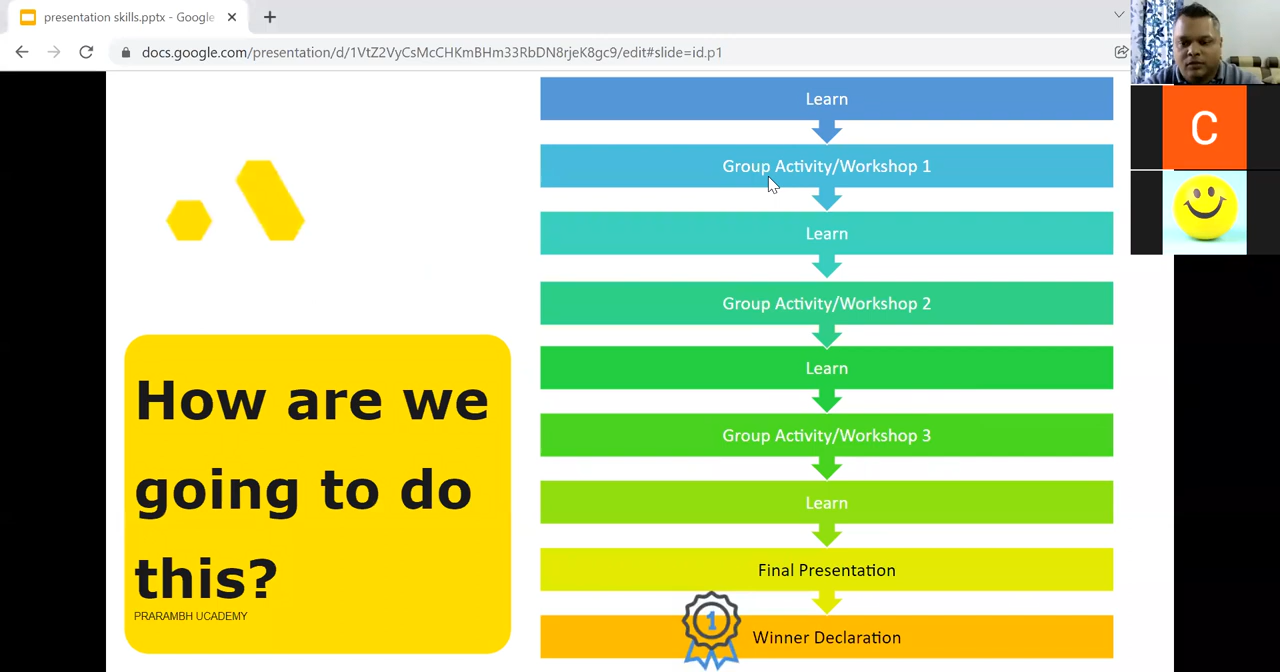 presentation skills.pptx - Google
docs.google.com/presentation/d/1VtZ2VyCsMcCHKmBHm33RbDN8rjeK8gc9/edit#slide=id.p1
Learn
Group Activity/Workshop 1
Learn
Group Activity/Workshop 2
Learn
Group Activity/Workshop 3
Learn
Final Presentation
1
Winner Declaration
How are we
going to do
this?
PRARAMBH UCADEMY
C